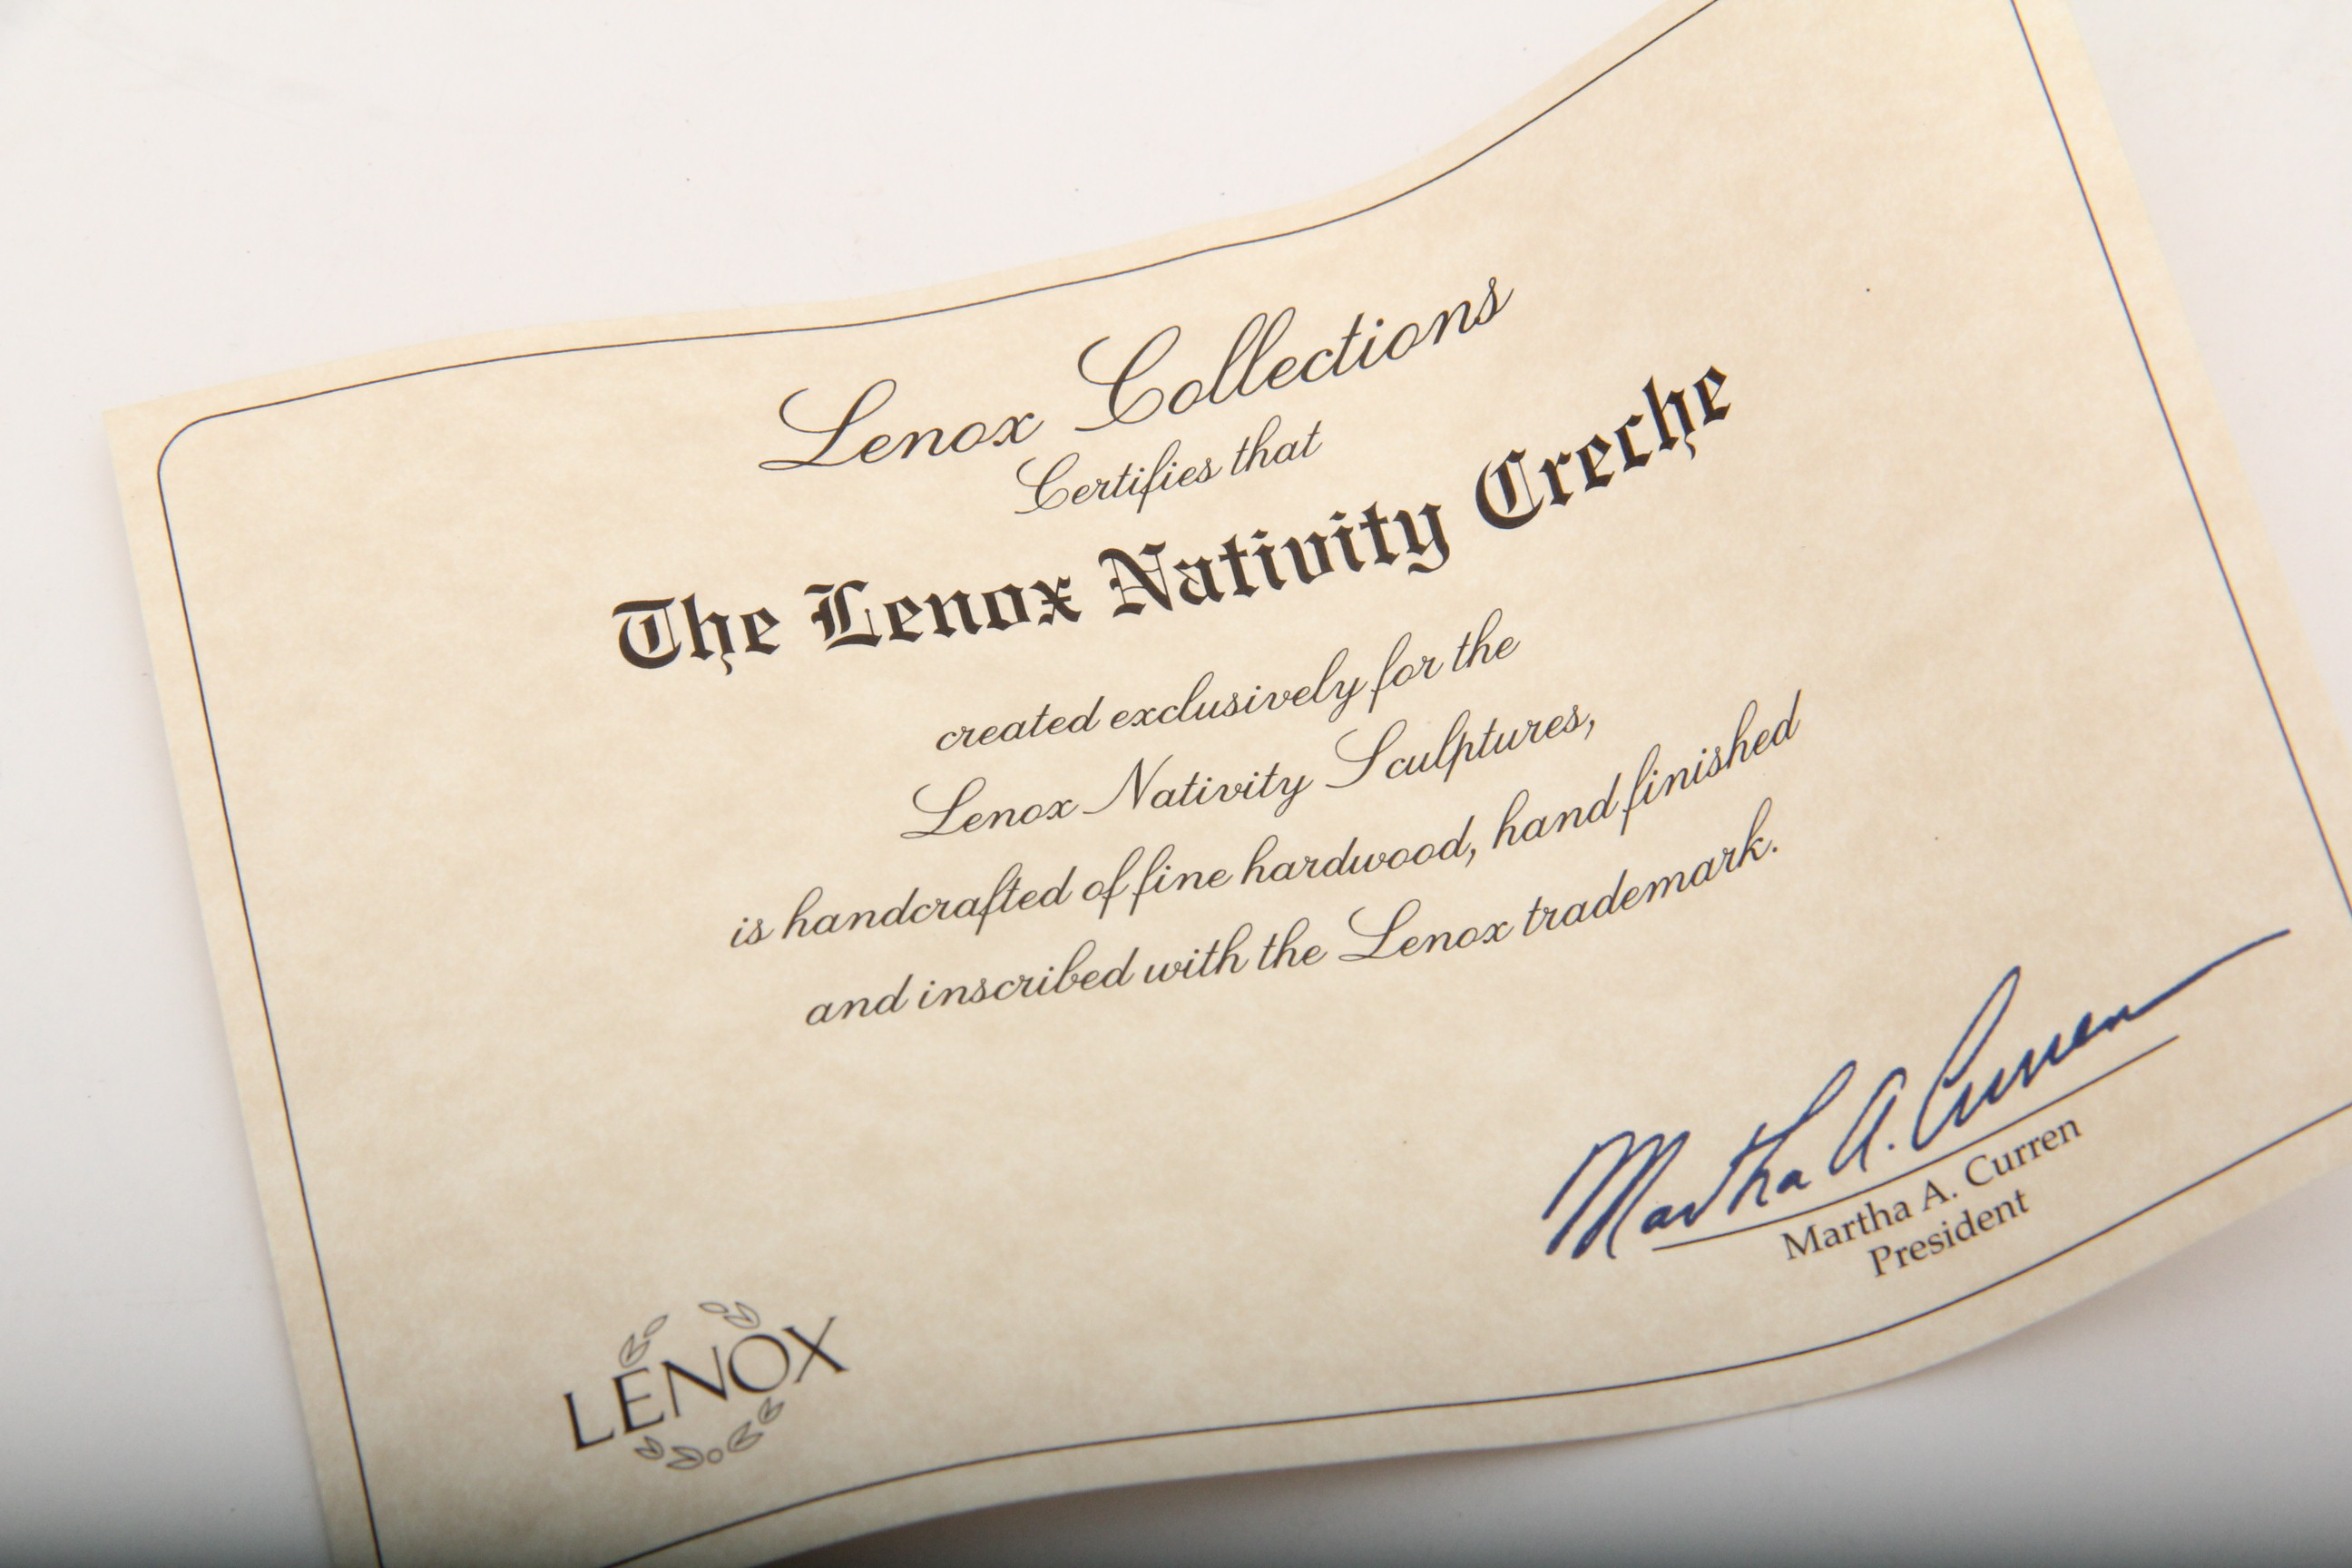 Lenox Collections
Certifies that
The Lenox Nativity Creche
created exclusively for the
Lenox Nativity Sculptures,
is handcrafted of fine hardwood, hand finished
and inscribed with the Lenox trademark.
Martha A. Curren
Martha A. Curren
President
LENOX